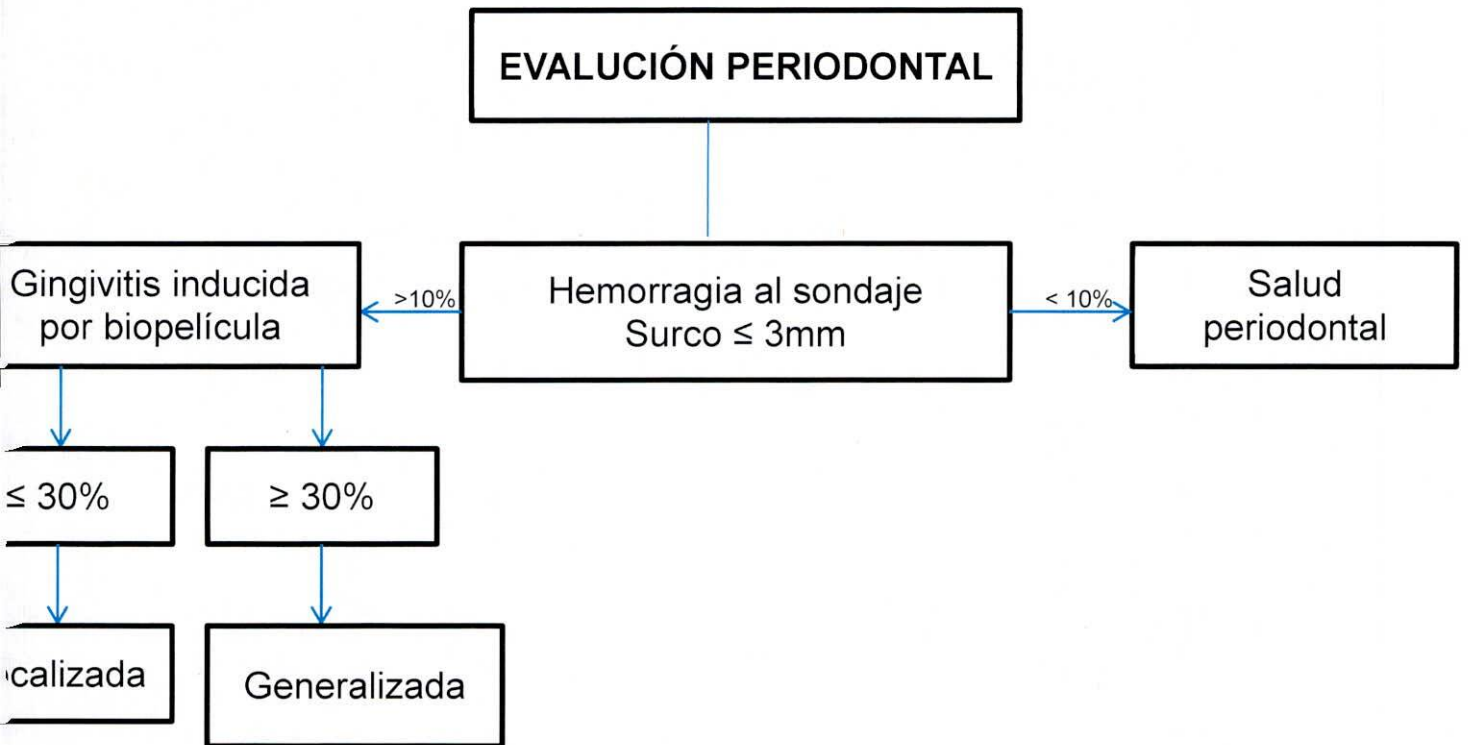 EVALUCIÓN PERIODONTAL
Gingivitis inducida
por biopelícula
>10%
Hemorragia al sondaje
Surco ≤ 3mm
< 10%
Salud
periodontal
≤ 30%
≥ 30%
calizada
Generalizada